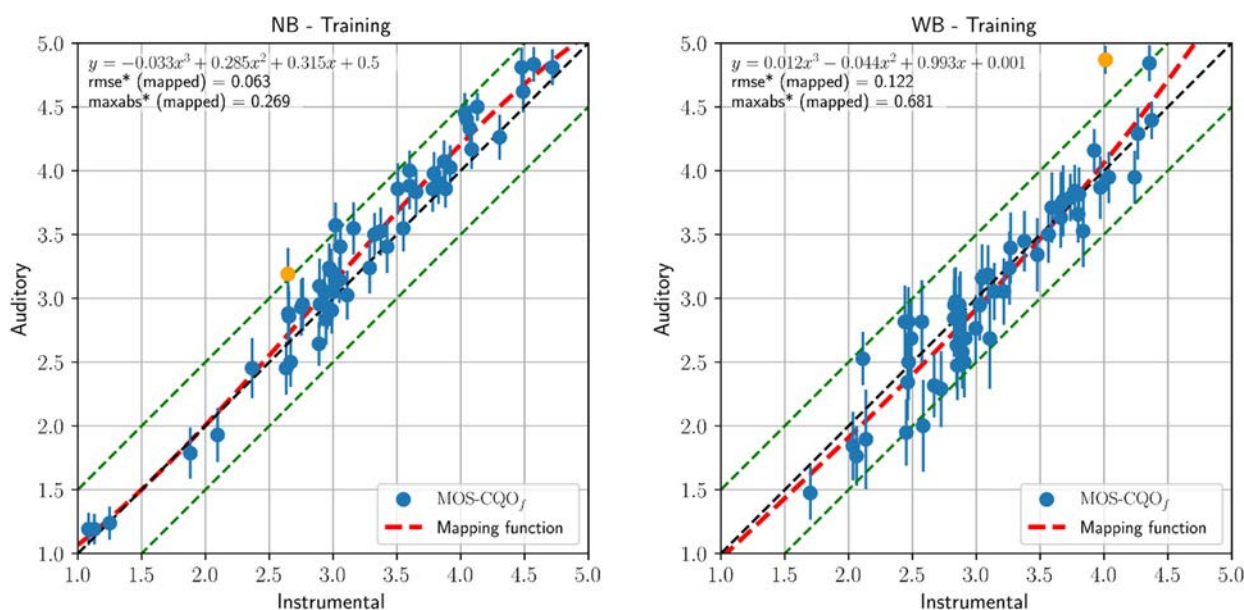 NB - Training
5.0
4.5
4.0
3.5
3.0
2.5
2.0
1.5
1.0
Auditory
y = −0.033x³ + 0.285x² + 0.315x + 0.5
rmse* (mapped) = 0.063
maxabs* (mapped) = 0.269
MOS-CQO_f
Mapping function
1.0 1.5 2.0 2.5 3.0 3.5 4.0 4.5 5.0
Instrumental
WB - Training
5.0
4.5
4.0
3.5
3.0
2.5
2.0
1.5
1.0
Auditory
y = 0.012x³ − 0.044x² + 0.993x + 0.001
rmse* (mapped) = 0.122
maxabs* (mapped) = 0.681
MOS-CQO_f
Mapping function
1.0 1.5 2.0 2.5 3.0 3.5 4.0 4.5 5.0
Instrumental